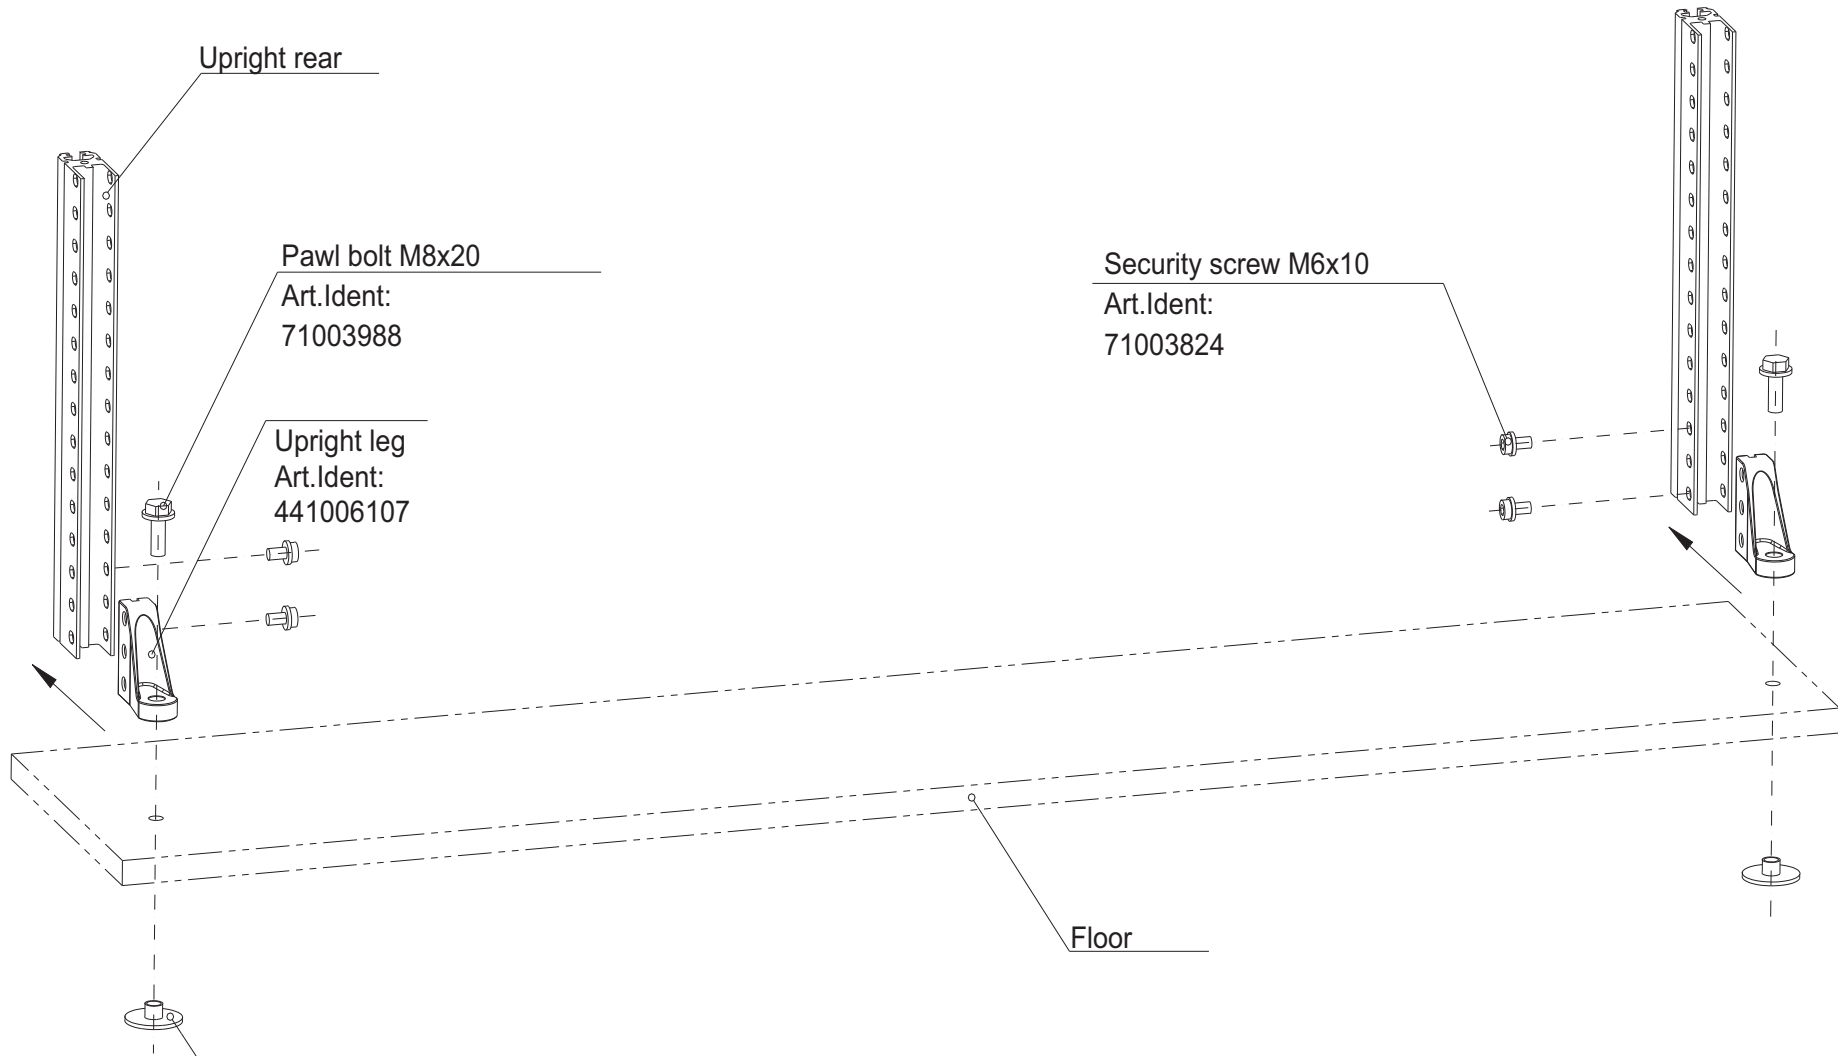 Upright rear
Pawl bolt M8x20
Art.Ident:
71003988
Security screw M6x10
Art.Ident:
71003824
Upright leg
Art.Ident:
441006107
Floor